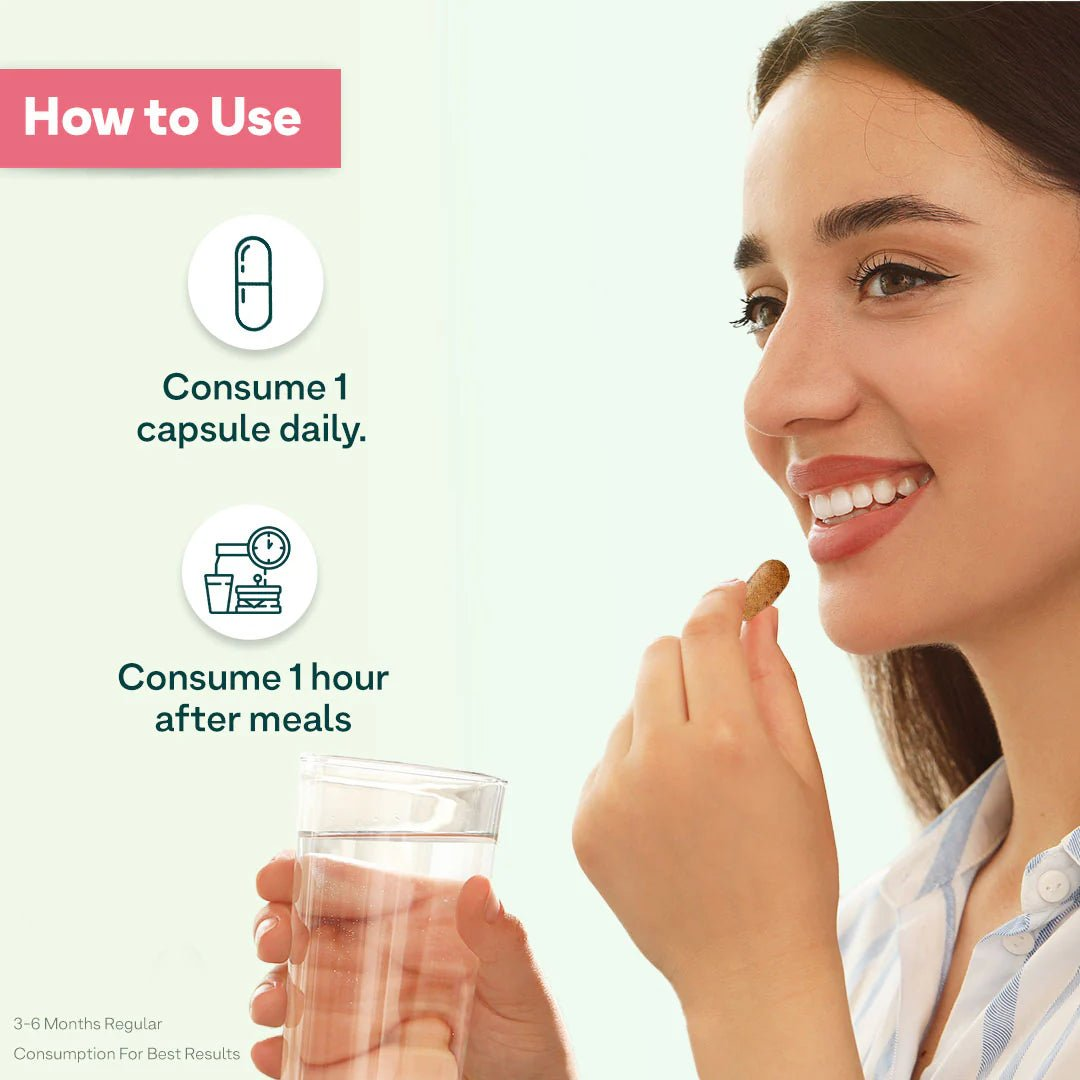 How to Use
Consume 1
capsule daily.
Consume 1 hour
after meals
3-6 Months Regular
Consumption For Best Results